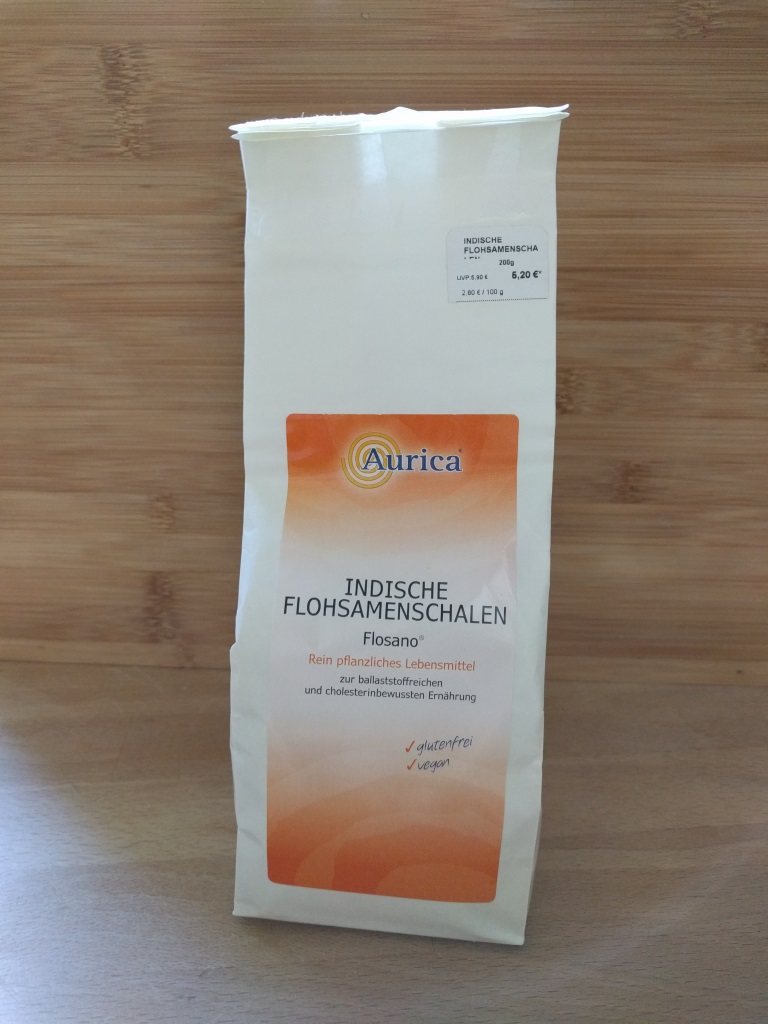 INDISCHE
FLOHSAMENSCHA
200g
UVP 5,90 € 5,20 €*
2.60 € / 100 g
Aurica®
INDISCHE
FLOHSAMENSCHALEN
Flosano®
Rein pflanzliches Lebensmittel
zur ballaststoffreichen
und cholesterinbewussten Ernährung
✓glutenfrei
✓vegan